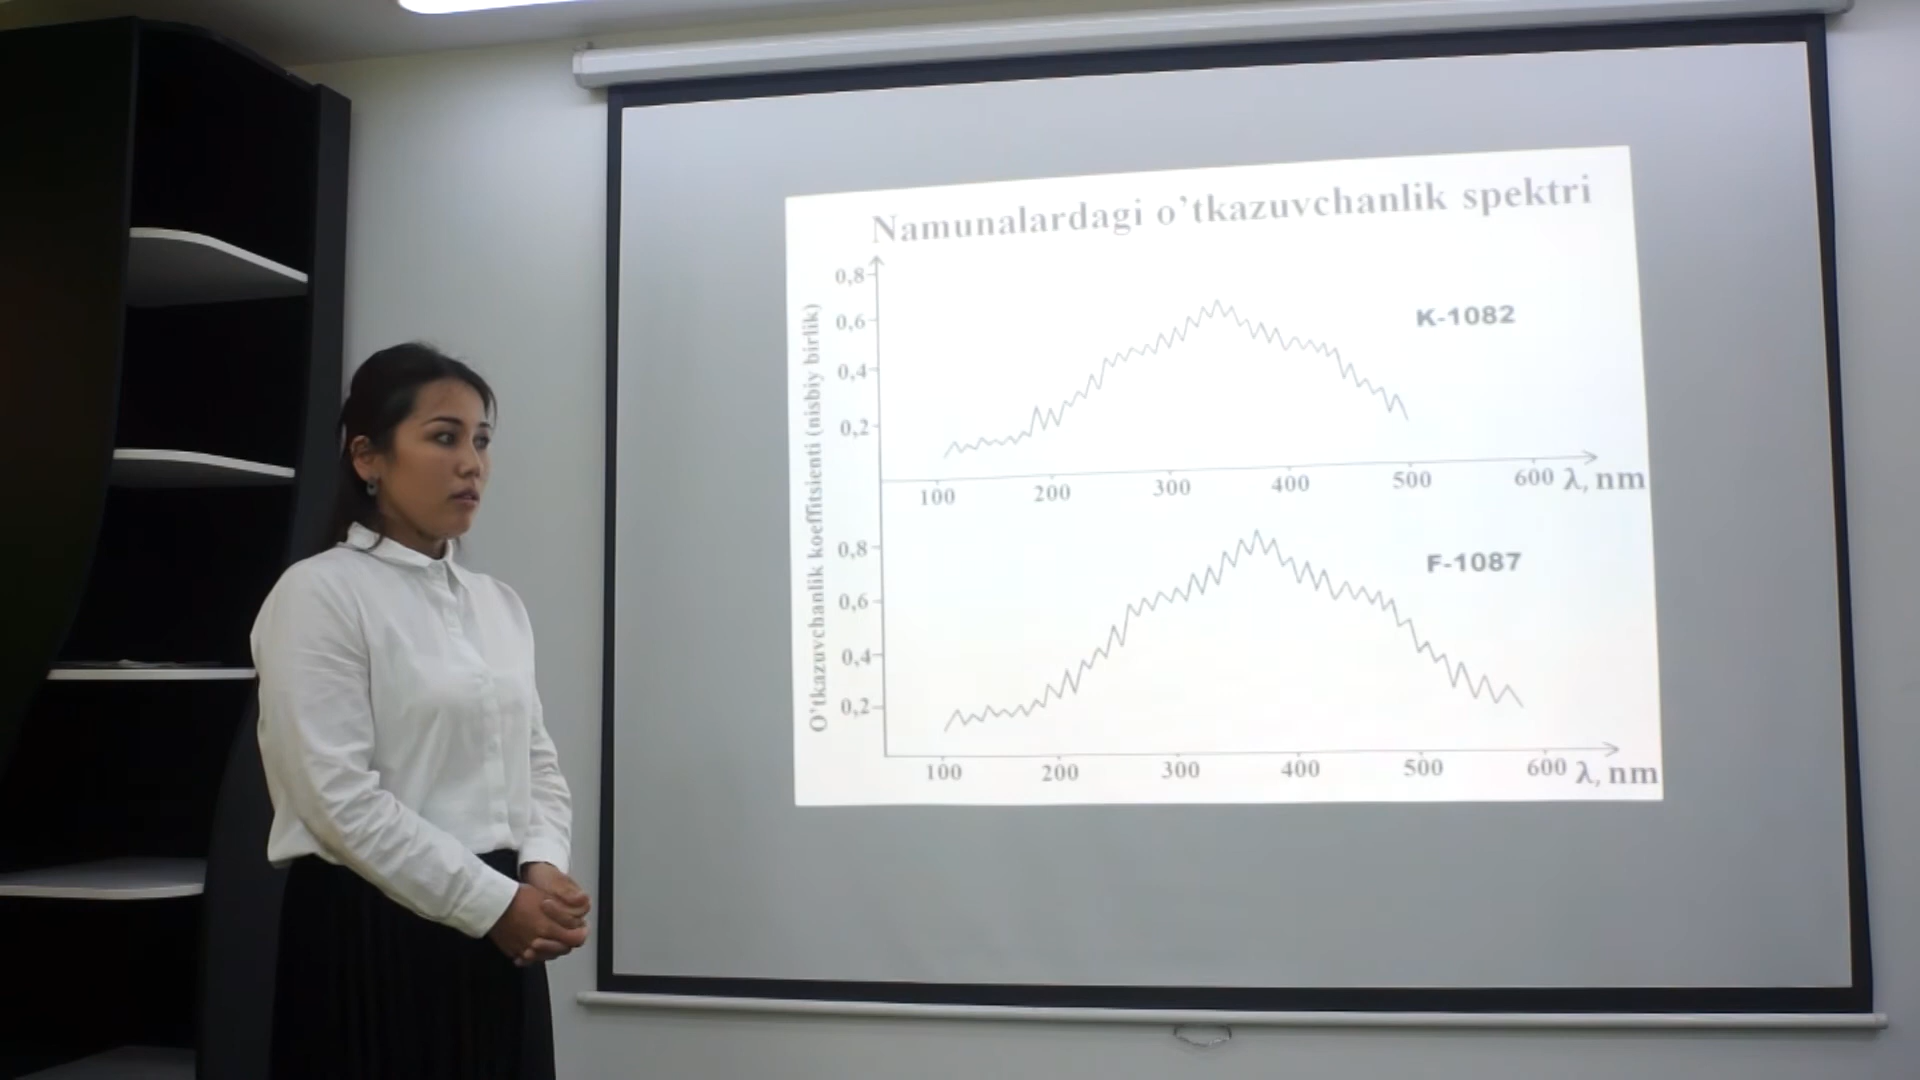 Namunalardagi o’tkazuvchanlik spektri
O’tkazuvchanlik koeffitsienti (nisbiy birlik)
0,8
0,6
0,4
0,2
K-1082
100 200 300 400 500 600 λ, nm
0,8
0,6
0,4
0,2
F-1087
100 200 300 400 500 600 λ, nm